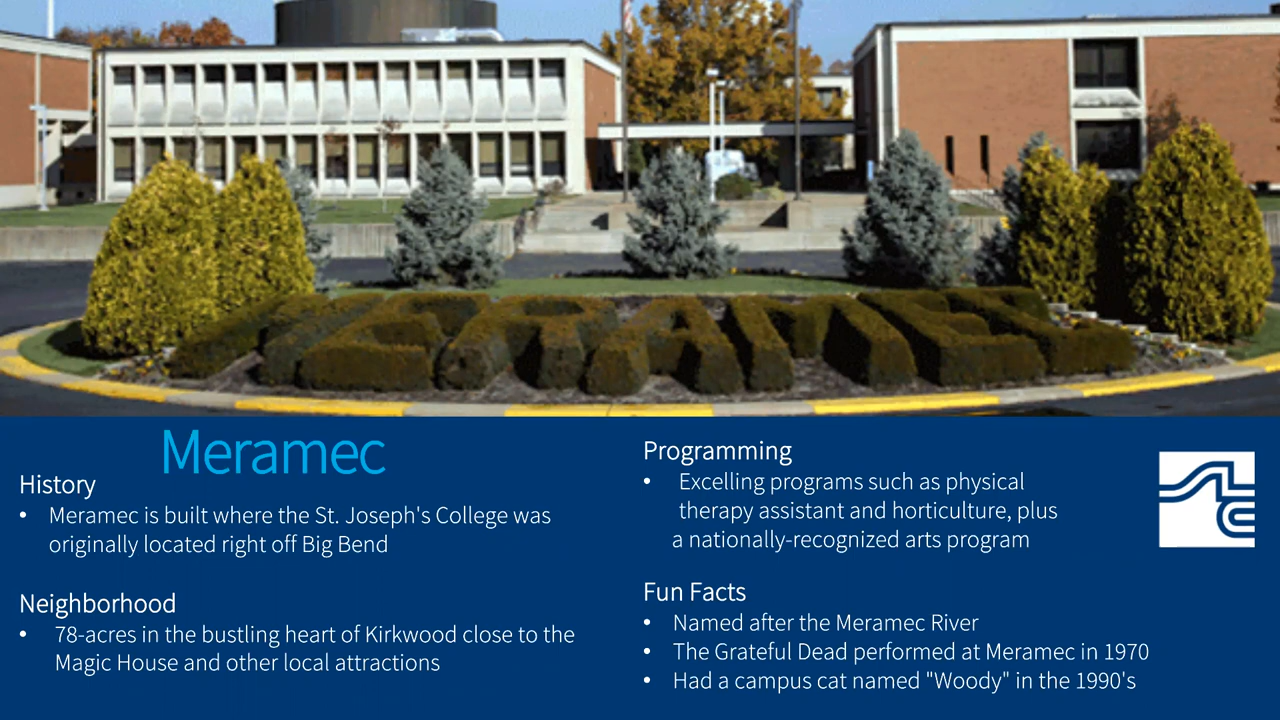 MERAMEC
Meramec
History
• Meramec is built where the St. Joseph's College was
originally located right off Big Bend
Neighborhood
• 78-acres in the bustling heart of Kirkwood close to the
Magic House and other local attractions
Programming
• Excelling programs such as physical
therapy assistant and horticulture, plus
a nationally-recognized arts program
Fun Facts
• Named after the Meramec River
• The Grateful Dead performed at Meramec in 1970
• Had a campus cat named "Woody" in the 1990's